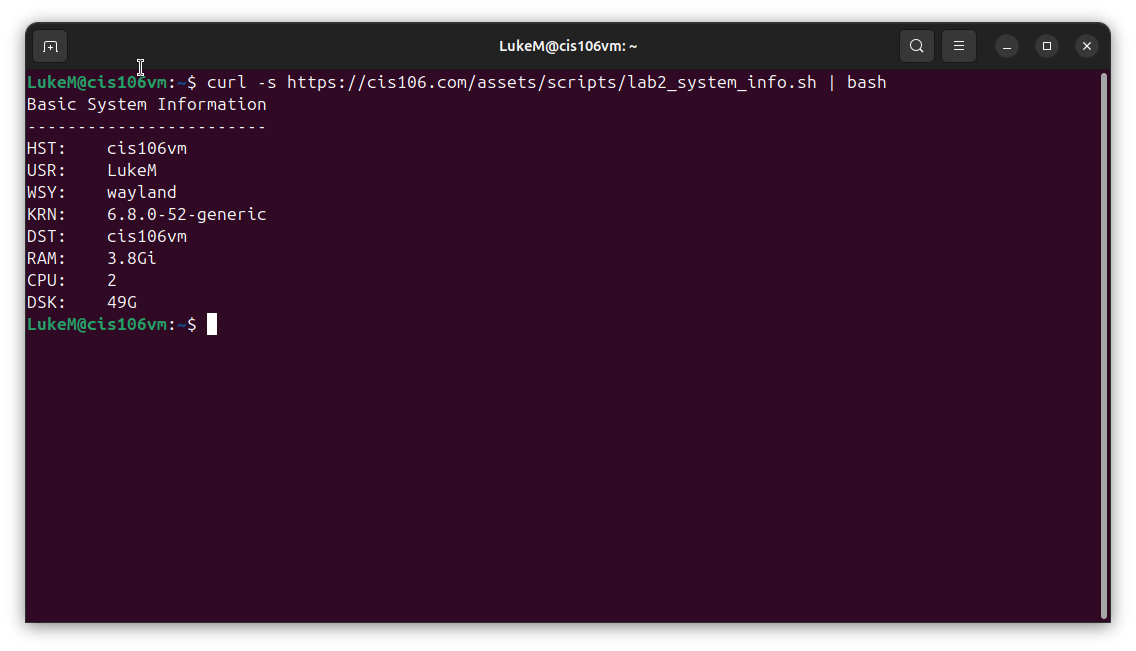 LukeM@cis106vm: ~
LukeM@cis106vm:~$ curl -s https://cis106.com/assets/scripts/lab2_system_info.sh | bash
Basic System Information
------------------------
HST:    cis106vm
USR:    LukeM
WSY:    wayland
KRN:    6.8.0-52-generic
DST:    cis106vm
RAM:    3.8Gi
CPU:    2
DSK:    49G
LukeM@cis106vm:~$